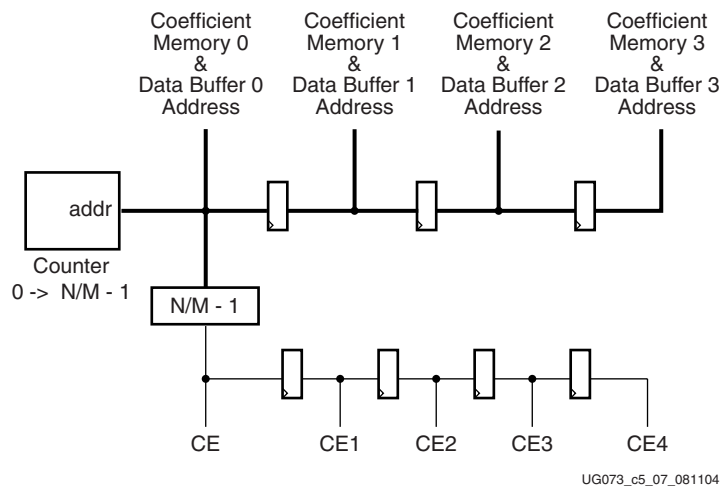 Coefficient
Memory 0
&
Data Buffer 0
Address
Coefficient
Memory 1
&
Data Buffer 1
Address
Coefficient
Memory 2
&
Data Buffer 2
Address
Coefficient
Memory 3
&
Data Buffer 3
Address
addr
Counter
0 -> N/M - 1
N/M - 1
CE
CE1
CE2
CE3
CE4
UG073_c5_07_081104